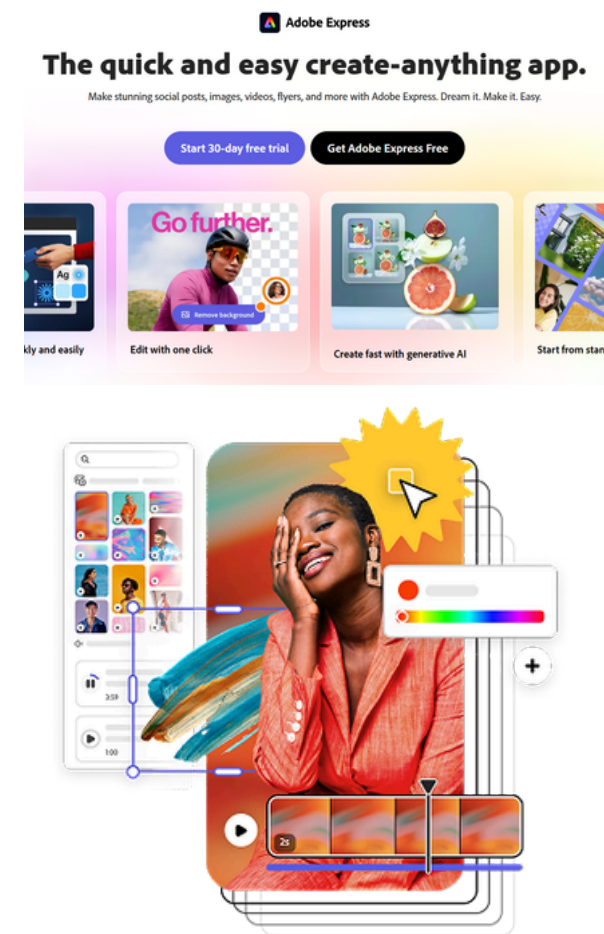 Adobe Express
The quick and easy create-anything app.
Make stunning social posts, images, videos, flyers, and more with Adobe Express. Dream it. Make it. Easy.
Start 30-day free trial
Get Adobe Express Free
Go further.
Ag
Remove background
kly and easily
Edit with one click
Create fast with generative AI
Start from stan
3:59
1:00
2s